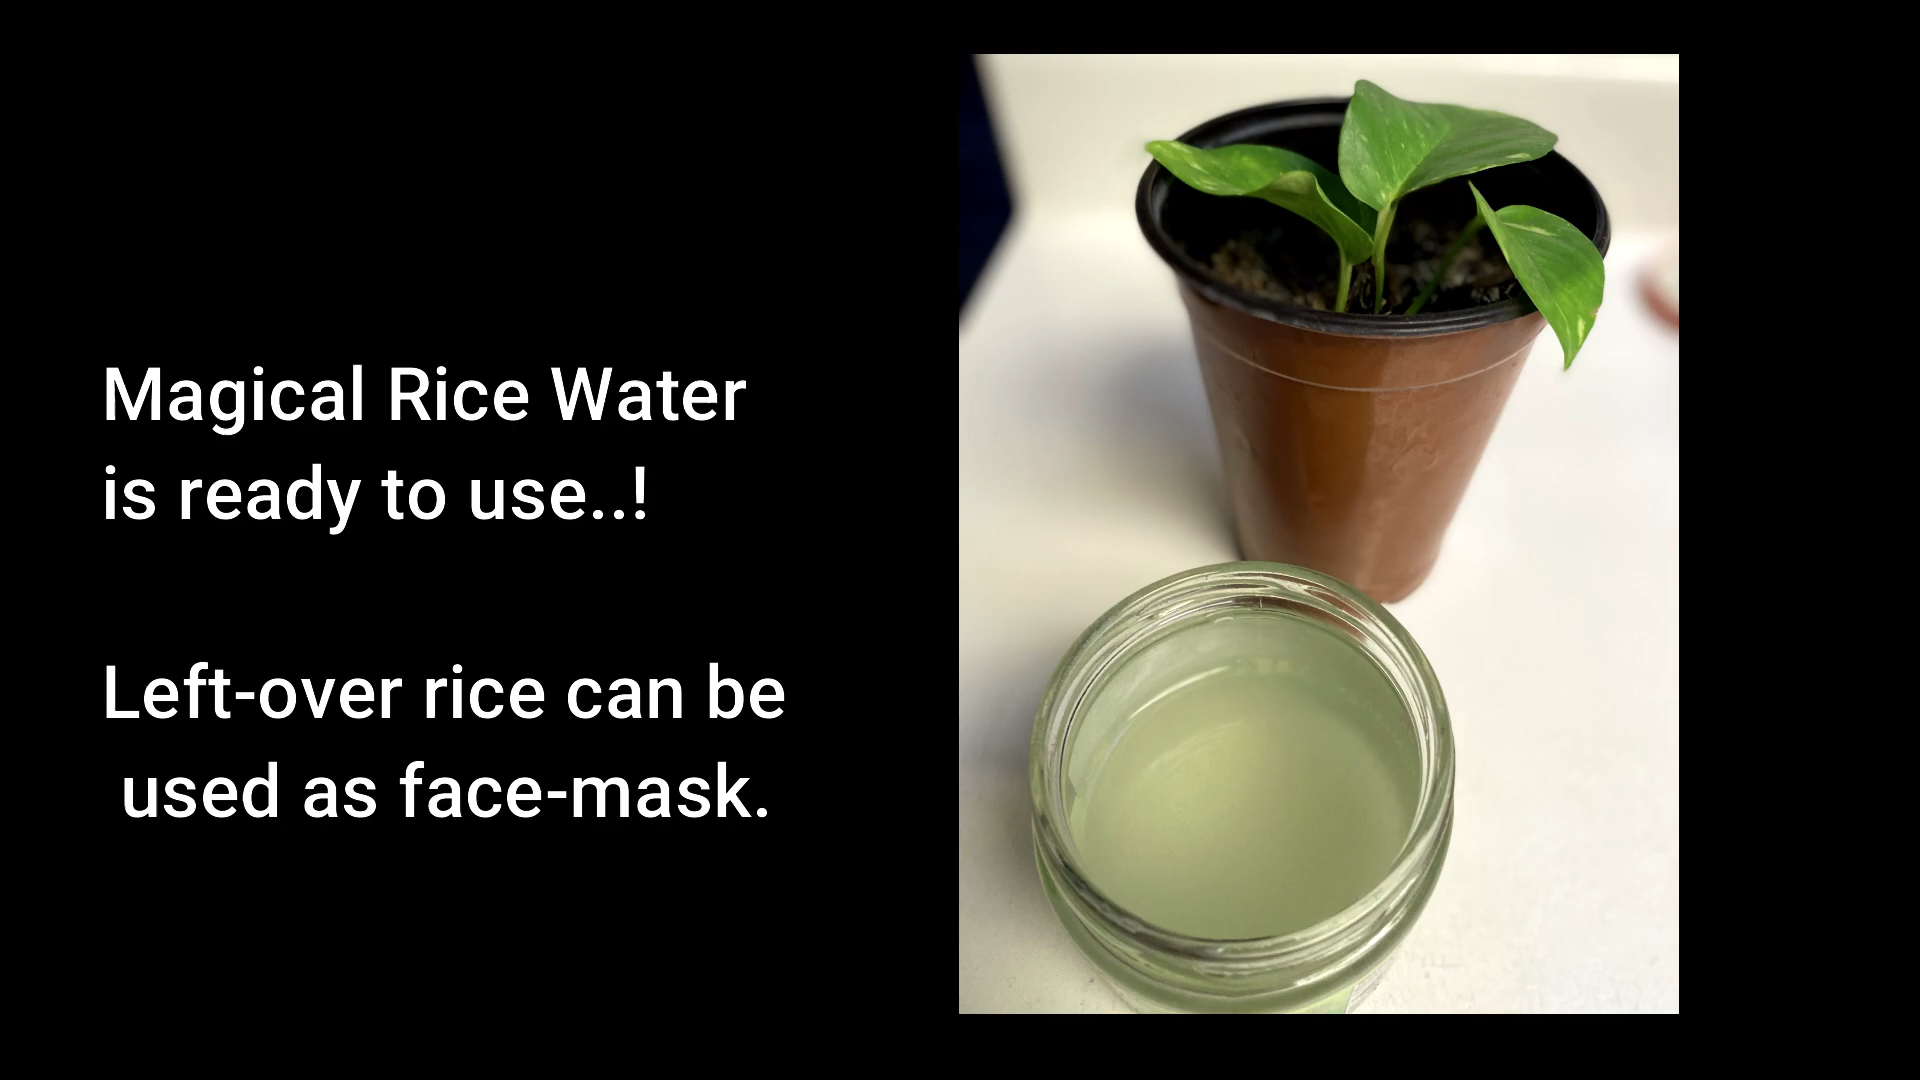 Magical Rice Water
is ready to use..!
Left-over rice can be
used as face-mask.